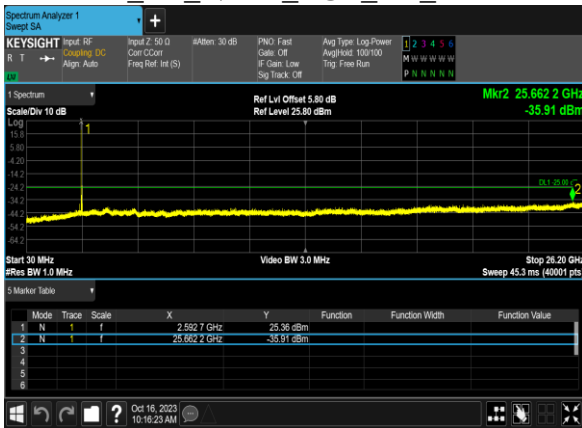 Spectrum Analyzer 1
Swept SA
+
KEYSIGHT Input: RF Input Z: 50 Ω #Atten: 30 dB PNO: Fast Avg Type: Log-Power 1 2 3 4 5 6
R T Coupling: DC Corr CCorr Gate: Off Avg|Hold: 100/100 M W W W W W
Align: Auto Freq Ref: Int (S) IF Gain: Low Trig: Free Run
LV Sig Track: Off P N N N N N
1 Spectrum Ref Lvl Offset 5.80 dB Mkr2 25.662 2 GHz
Scale/Div 10 dB Ref Level 25.80 dBm -35.91 dBm
Log
1
15.8
5.80
-4.20
-14.2
-24.2 DL1 -25.00
2
-34.2
-44.2
-54.2
-64.2
Start 30 MHz Video BW 3.0 MHz Stop 26.20 GHz
#Res BW 1.0 MHz Sweep 45.3 ms (40001 pts)
5 Marker Table
Mode Trace Scale X Y Function Function Width Function Value
1 N 1 f 2.592 7 GHz 25.36 dBm
2 N 1 f 25.662 2 GHz -35.91 dBm
3
4
5
6
? Oct 16, 2023
10:16:23 AM